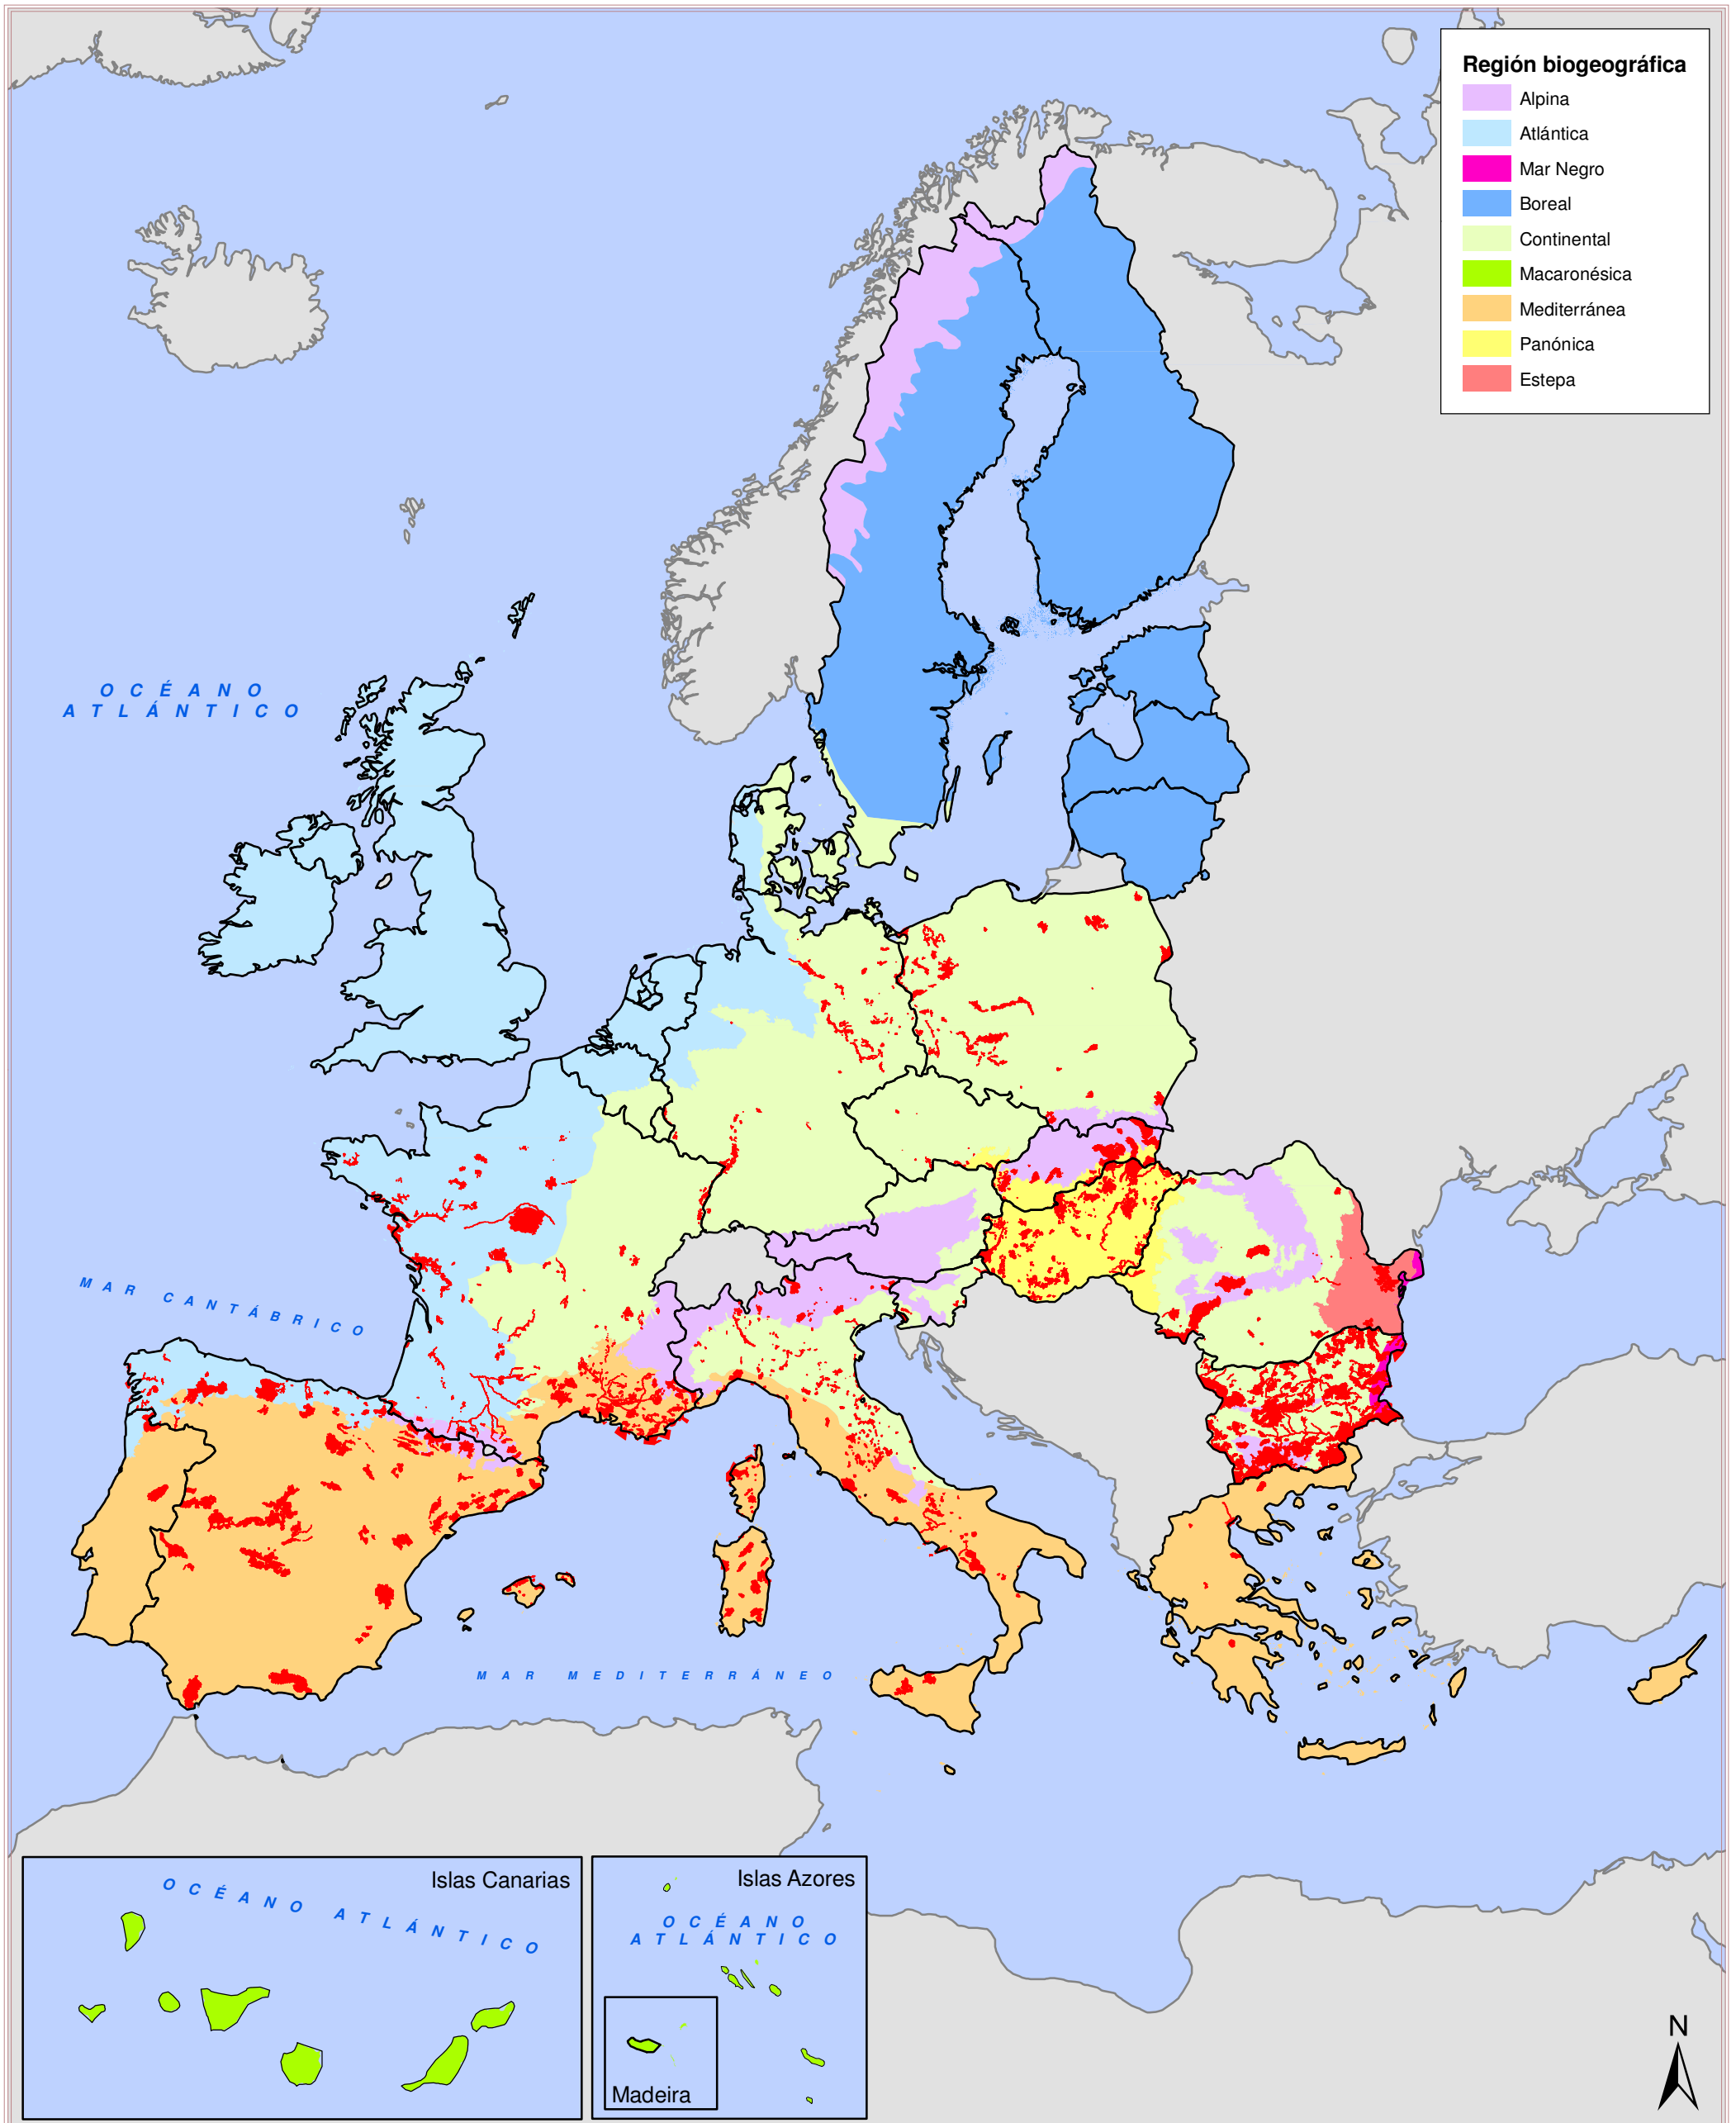 Región biogeográfica
Alpina
Atlántica
Mar Negro
Boreal
Continental
Macaronésica
Mediterránea
Panónica
Estepa
OCÉANO
ATLÁNTICO
MAR CANTÁBRICO
MAR MEDITERRÁNEO
Islas Canarias
OCÉANO ATLÁNTICO
Islas Azores
OCÉANO
ATLÁNTICO
Madeira
N